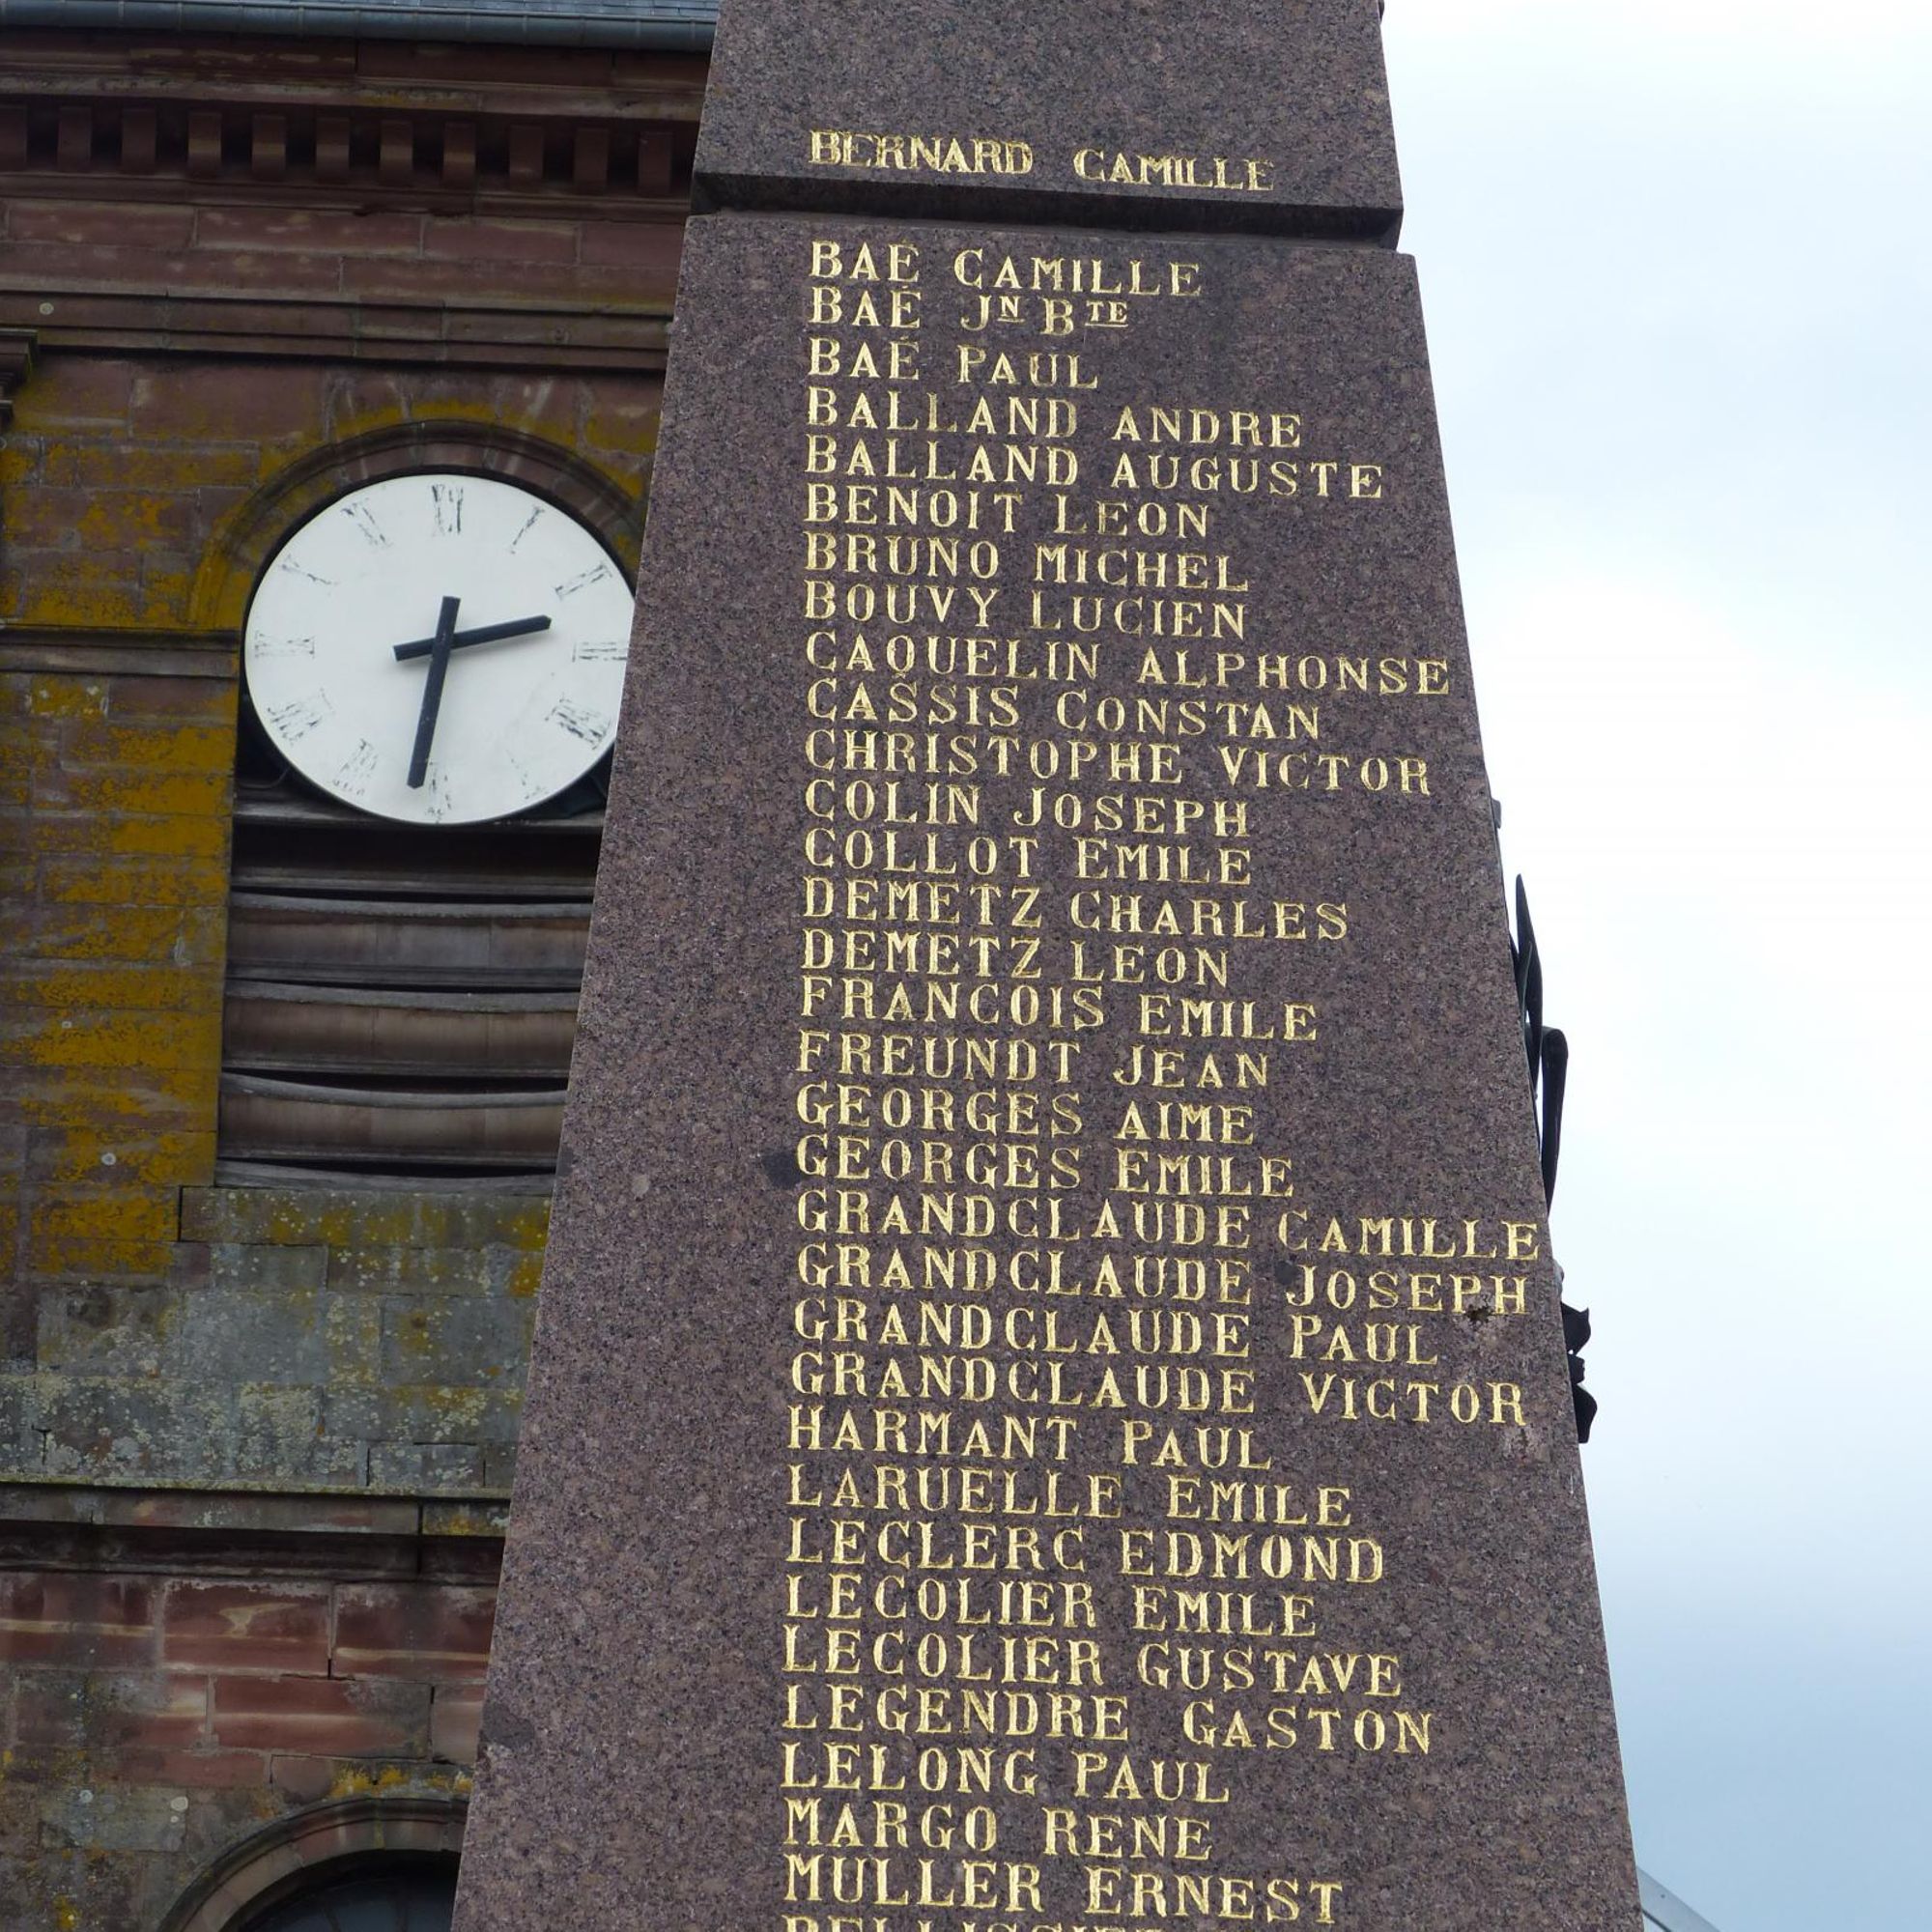 BERNARD CAMILLE
BAÉ CAMILLE
BAÉ JN BTE
BAÉ PAUL
BALLAND ANDRE
BALLAND AUGUSTE
BENOIT LEON
BRUNO MICHEL
BOUVY LUCIEN
CAQUELIN ALPHONSE
CASSIS CONSTAN
CHRISTOPHE VICTOR
COLIN JOSEPH
COLLOT EMILE
DEMETZ CHARLES
DEMETZ LEON
FRANCOIS EMILE
FREUNDT JEAN
GEORGES AIME
GEORGES EMILE
GRANDCLAUDE CAMILLE
GRANDCLAUDE JOSEPH
GRANDCLAUDE PAUL
GRANDCLAUDE VICTOR
HARMANT PAUL
LARUELLE EMILE
LECLERC EDMOND
LECOLIER EMILE
LECOLIER GUSTAVE
LEGENDRE GASTON
LELONG PAUL
MARGO RENE
MULLER ERNEST